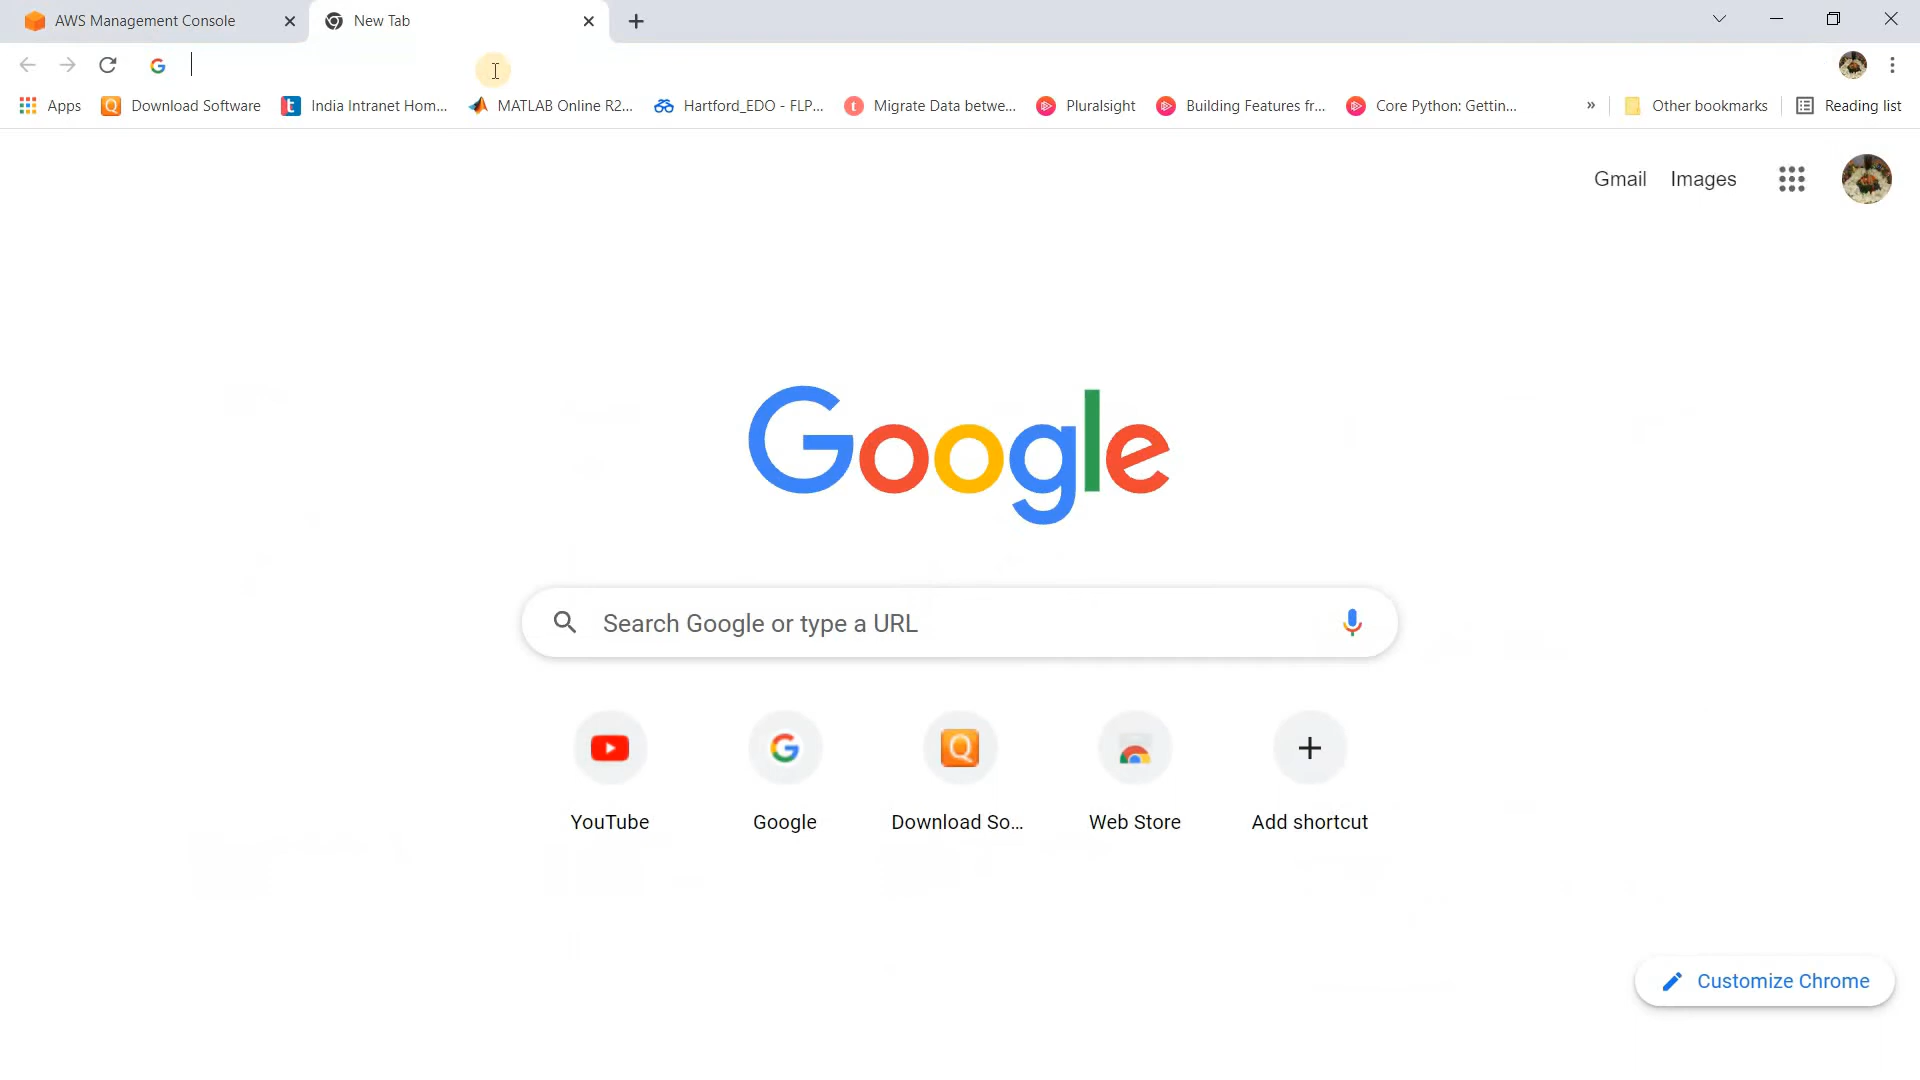 AWS Management Console
New Tab
Apps
Download Software
India Intranet Hom...
MATLAB Online R2...
Hartford_EDO - FLP...
Migrate Data betwe...
Pluralsight
Building Features fr...
Core Python: Gettin...
»
Other bookmarks
Reading list
Gmail
Images
Google
Search Google or type a URL
YouTube
Google
Download So...
Web Store
Add shortcut
Customize Chrome